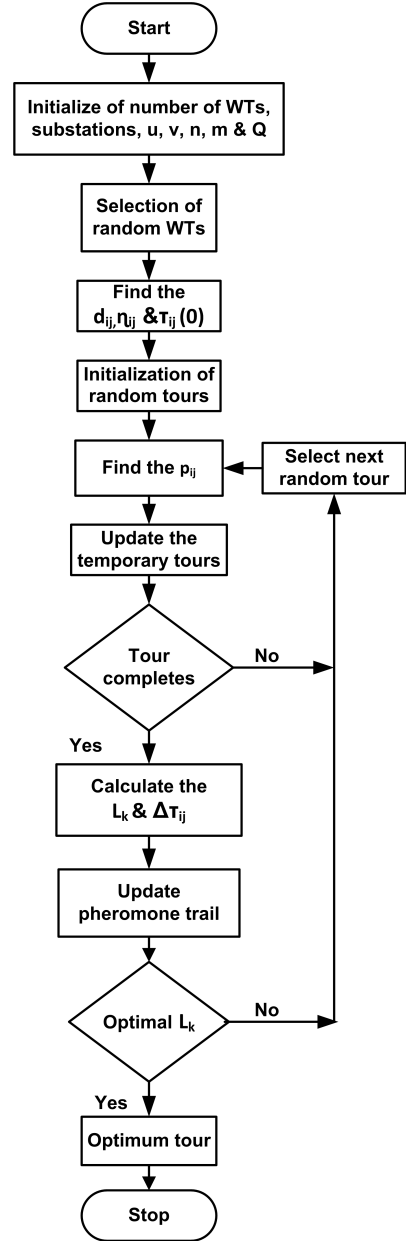 Start
Initialize of number of WTs,
substations, u, v, n, m & Q
Selection of
random WTs
Find the
dij,ηij &τij (0)
Initialization of
random tours
Find the pij
Select next
random tour
Update the
temporary tours
Tour
completes
No
Yes
Calculate the
Lk & Δτij
Update
pheromone trail
Optimal Lk
No
Yes
Optimum tour
Stop